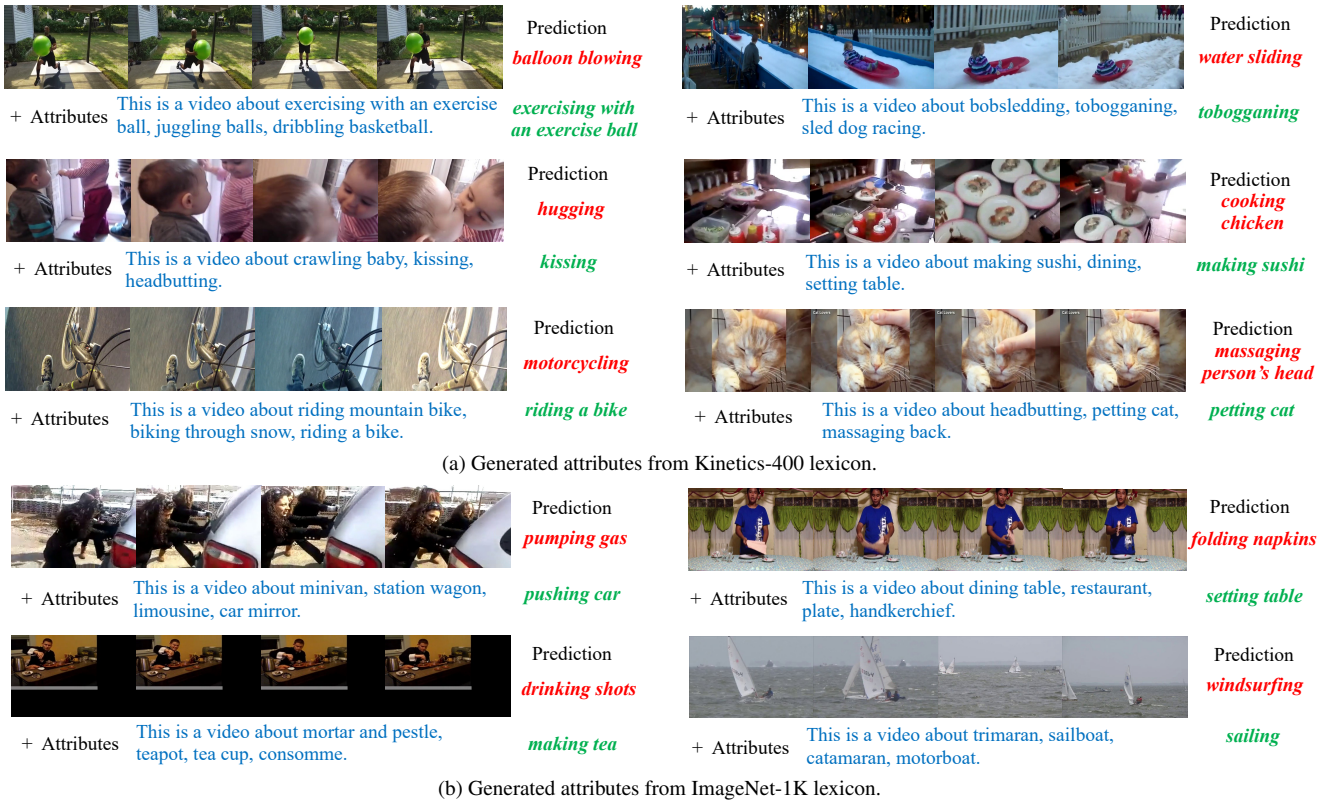 Prediction
balloon blowing
+ Attributes
This is a video about exercising with an exercise
ball, juggling balls, dribbling basketball.
exercising with
an exercise ball
Prediction
water sliding
+ Attributes
This is a video about bobsledding, tobogganing,
sled dog racing.
tobogganing
Prediction
hugging
+ Attributes
This is a video about crawling baby, kissing,
headbutting.
kissing
Prediction
cooking
chicken
+ Attributes
This is a video about making sushi, dining,
setting table.
making sushi
Prediction
motorcycling
+ Attributes
This is a video about riding mountain bike,
biking through snow, riding a bike.
riding a bike
Cat Lovers
Cat Lovers
Cat Lovers
Prediction
massaging
person's head
+ Attributes
This is a video about headbutting, petting cat,
massaging back.
petting cat
(a) Generated attributes from Kinetics-400 lexicon.
Prediction
pumping gas
+ Attributes
This is a video about minivan, station wagon,
limousine, car mirror.
pushing car
Prediction
folding napkins
+ Attributes
This is a video about dining table, restaurant,
plate, handkerchief.
setting table
Prediction
drinking shots
+ Attributes
This is a video about mortar and pestle,
teapot, tea cup, consomme.
making tea
Prediction
windsurfing
+ Attributes
This is a video about trimaran, sailboat,
catamaran, motorboat.
sailing
(b) Generated attributes from ImageNet-1K lexicon.